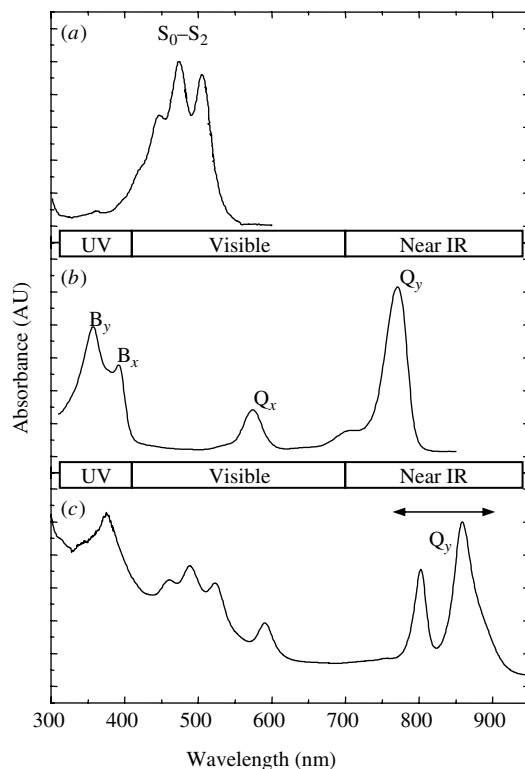 (a)
S0–S2
UV Visible Near IR
(b)
By
Bx
Qx
Qy
UV Visible Near IR
(c)
Qy
Absorbance (AU)
300 400 500 600 700 800 900
Wavelength (nm)